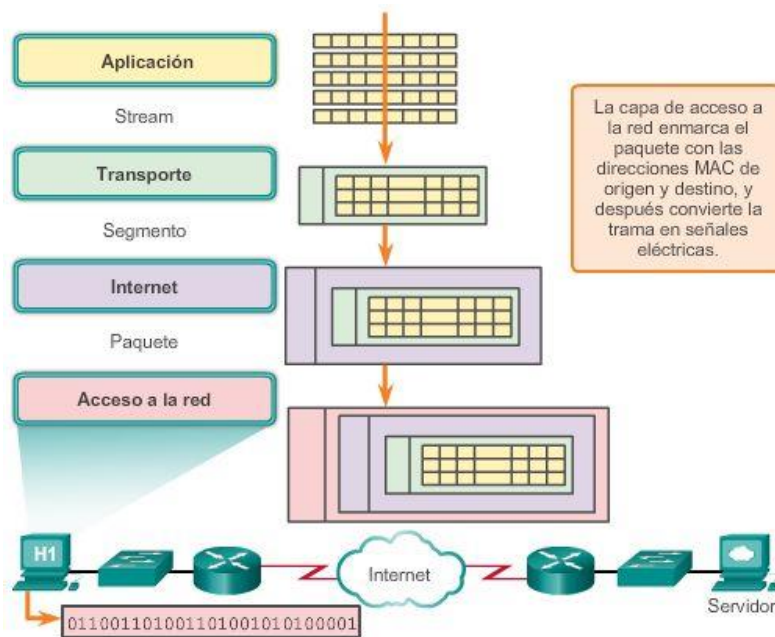 Aplicación
Stream
La capa de acceso a
la red enmarca el
paquete con las
direcciones MAC de
origen y destino, y
después convierte la
trama en señales
eléctricas.
Transporte
Segmento
Internet
Paquete
Acceso a la red
H1
Internet
Servidor
011001101001101001010100001